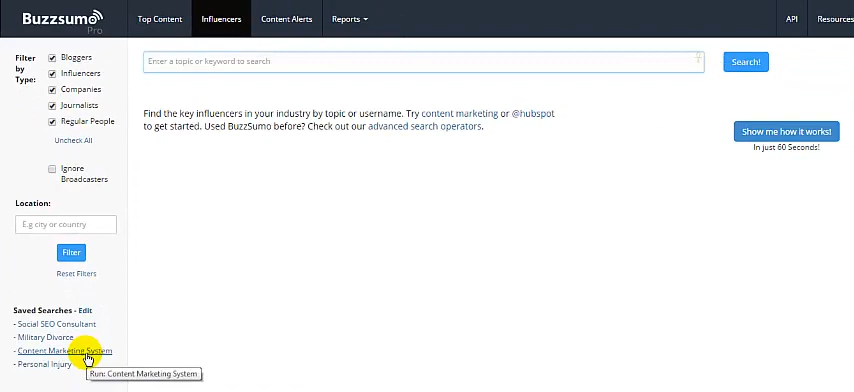 Buzzsumo
Pro
Top Content
Influencers
Content Alerts
Reports
API
Resources
Filter by Type:
Bloggers
Influencers
Companies
Journalists
Regular People
Uncheck All
Ignore
Broadcasters
Location:
E.g city or country
Filter
Reset Filters
Saved Searches - Edit
- Social SEO Consultant
- Military Divorce
- Content Marketing System
- Personal Injury
Run: Content Marketing System
Enter a topic or keyword to search
Search!
Find the key influencers in your industry by topic or username. Try content marketing or @hubspot
to get started. Used BuzzSumo before? Check out our advanced search operators.
Show me how it works!
In just 60 Seconds!